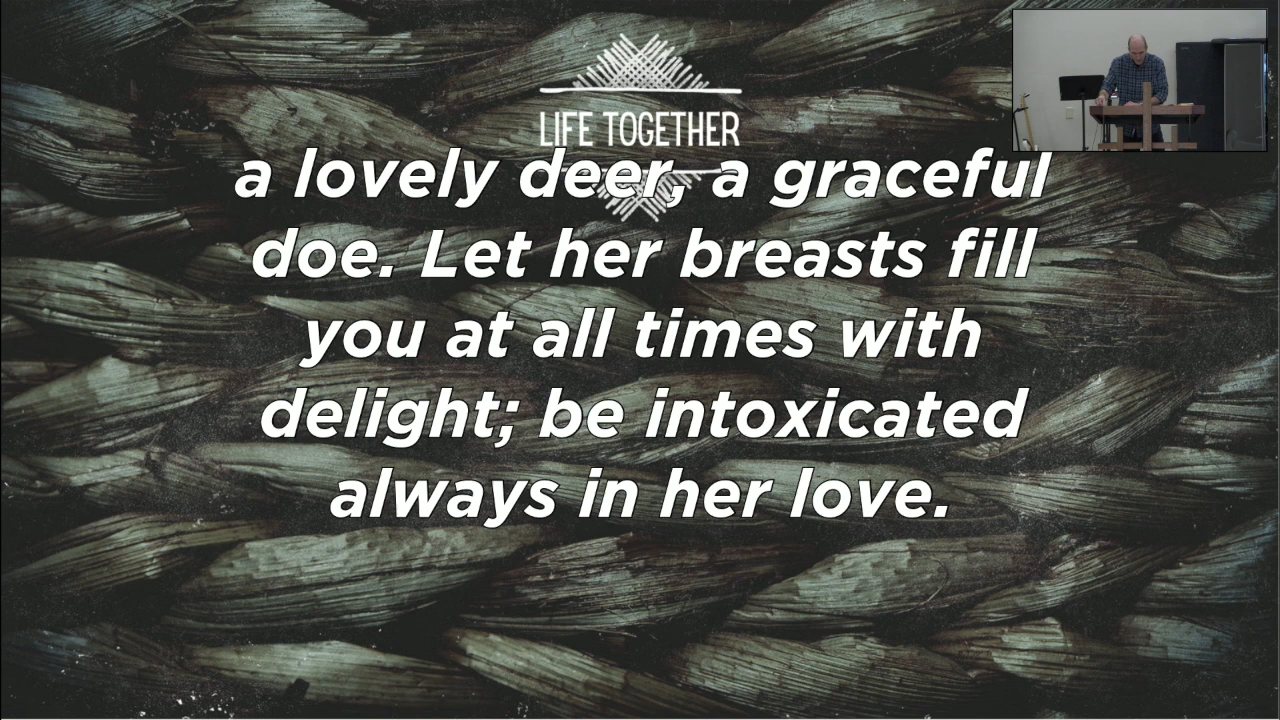 LIFE TOGETHER
a lovely deer, a graceful
doe. Let her breasts fill
you at all times with
delight; be intoxicated
always in her love.